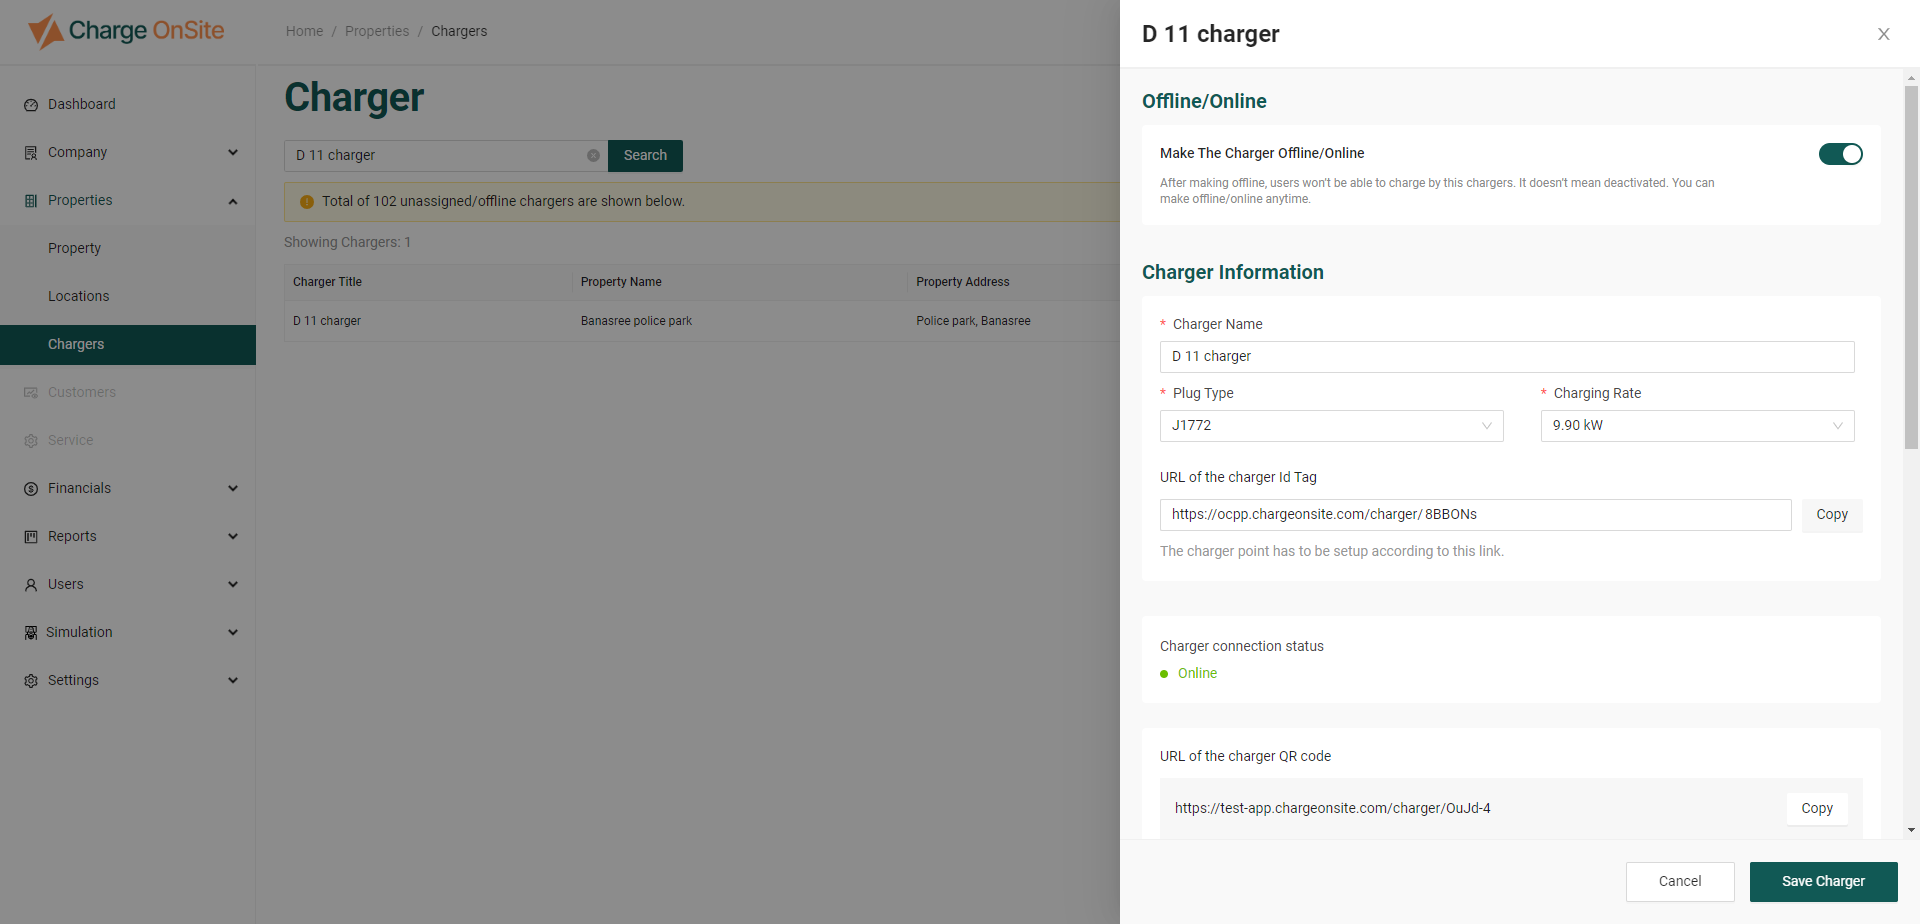 Charge OnSite
Home / Properties / Chargers
Dashboard
Company
Properties
Property
Locations
Chargers
Customers
Service
Financials
Reports
Users
Simulation
Settings
Charger
D 11 charger
Search
Total of 102 unassigned/offline chargers are shown below.
Showing Chargers: 1
Charger Title Property Name Property Address
D 11 charger Banasree police park Police park, Banasree
D 11 charger
X
Offline/Online
Make The Charger Offline/Online
After making offline, users won't be able to charge by this chargers. It doesn't mean deactivated. You can
make offline/online anytime.
Charger Information
* Charger Name
D 11 charger
* Plug Type * Charging Rate
J1772 9.90 kW
URL of the charger Id Tag
https://ocpp.chargeonsite.com/charger/ 8BBONs Copy
The charger point has to be setup according to this link.
Charger connection status
Online
URL of the charger QR code
https://test-app.chargeonsite.com/charger/OuJd-4 Copy
Cancel Save Charger